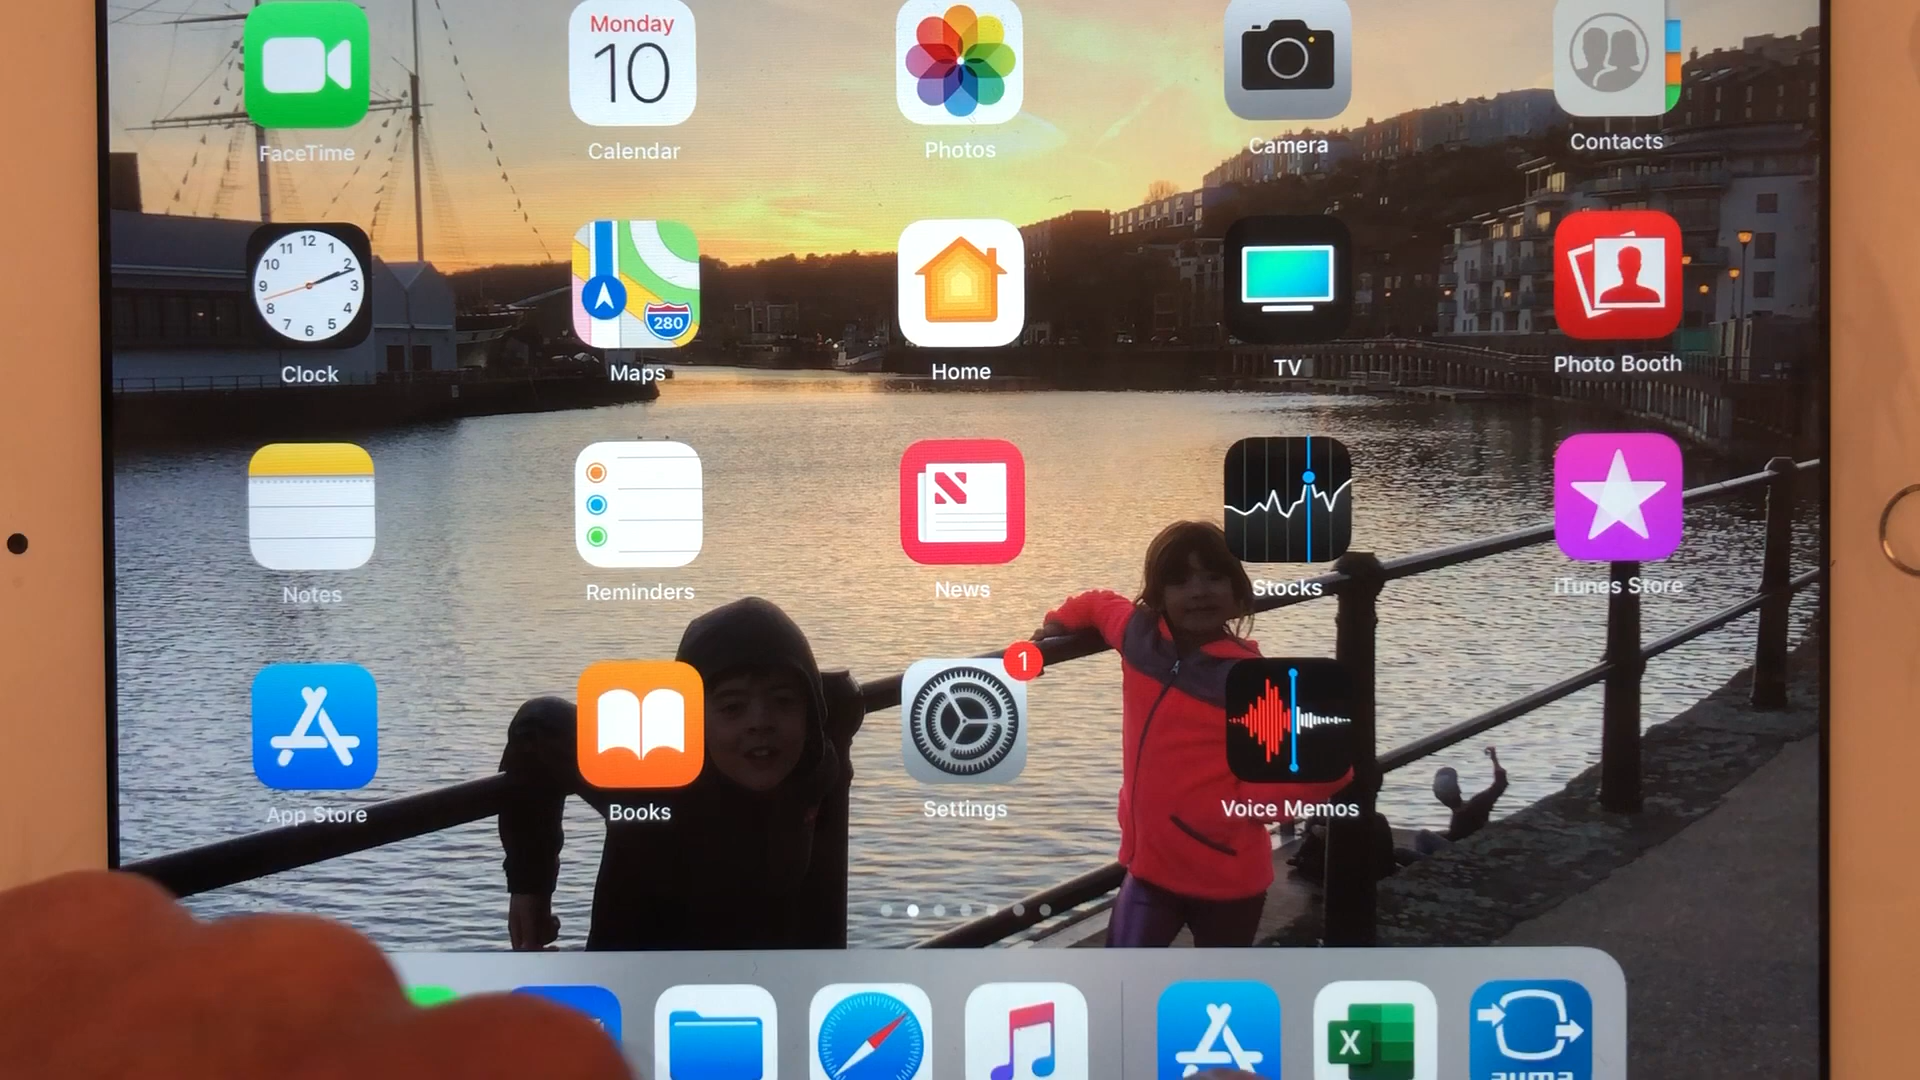 Monday
10
FaceTime
Calendar
Photos
Camera
Contacts
12
11 1
10 2
9 3
8 4
7 5
6
280
Clock
Maps
Home
TV
Photo Booth
Notes
Reminders
News
Stocks
iTunes Store
1
App Store
Books
Settings
Voice Memos
X
auma